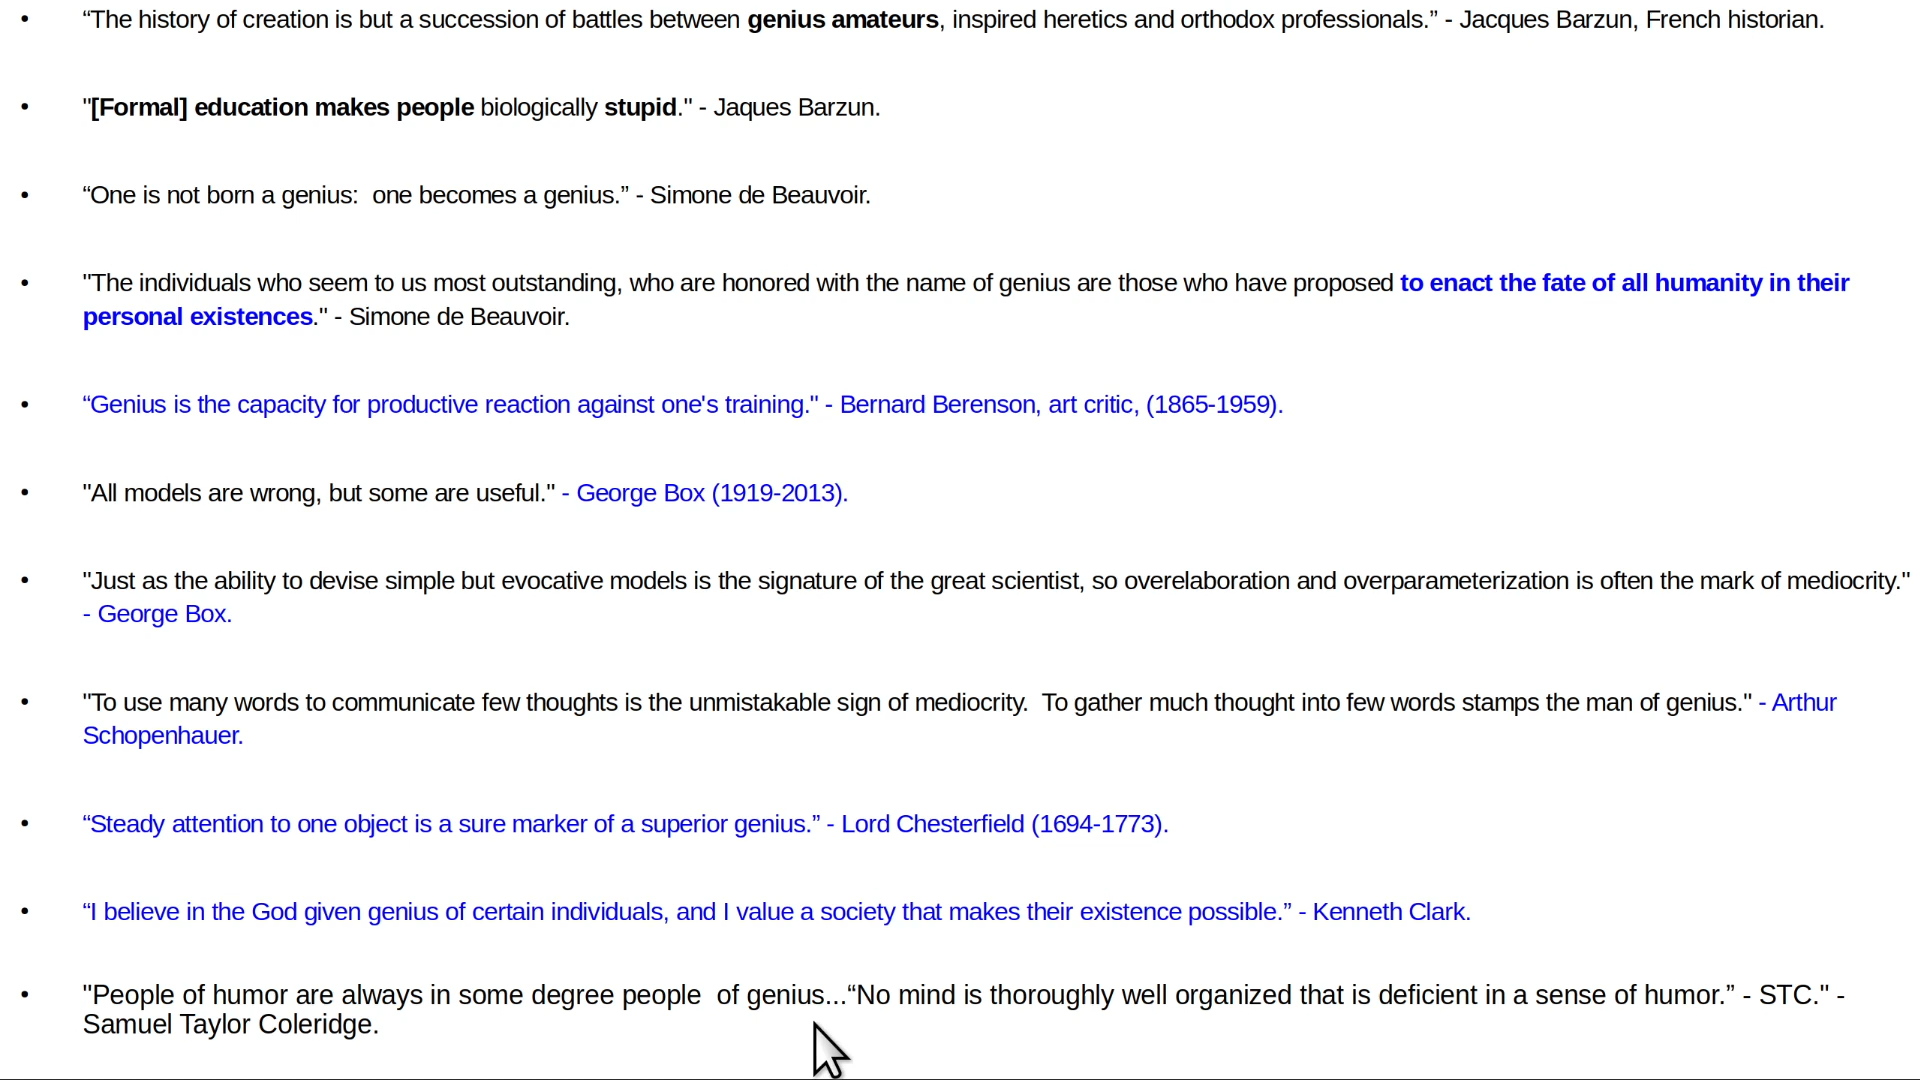 • “The history of creation is but a succession of battles between genius amateurs, inspired heretics and orthodox professionals.” - Jacques Barzun, French historian.
• "[Formal] education makes people biologically stupid." - Jaques Barzun.
• “One is not born a genius:  one becomes a genius.” - Simone de Beauvoir.
• "The individuals who seem to us most outstanding, who are honored with the name of genius are those who have proposed to enact the fate of all humanity in their
personal existences." - Simone de Beauvoir.
• “Genius is the capacity for productive reaction against one's training." - Bernard Berenson, art critic, (1865-1959).
• "All models are wrong, but some are useful." - George Box (1919-2013).
• "Just as the ability to devise simple but evocative models is the signature of the great scientist, so overelaboration and overparameterization is often the mark of mediocrity."
- George Box.
• "To use many words to communicate few thoughts is the unmistakable sign of mediocrity.  To gather much thought into few words stamps the man of genius." - Arthur
Schopenhauer.
• “Steady attention to one object is a sure marker of a superior genius.” - Lord Chesterfield (1694-1773).
• “I believe in the God given genius of certain individuals, and I value a society that makes their existence possible.” - Kenneth Clark.
• "People of humor are always in some degree people  of genius...“No mind is thoroughly well organized that is deficient in a sense of humor.” - STC." -
Samuel Taylor Coleridge.